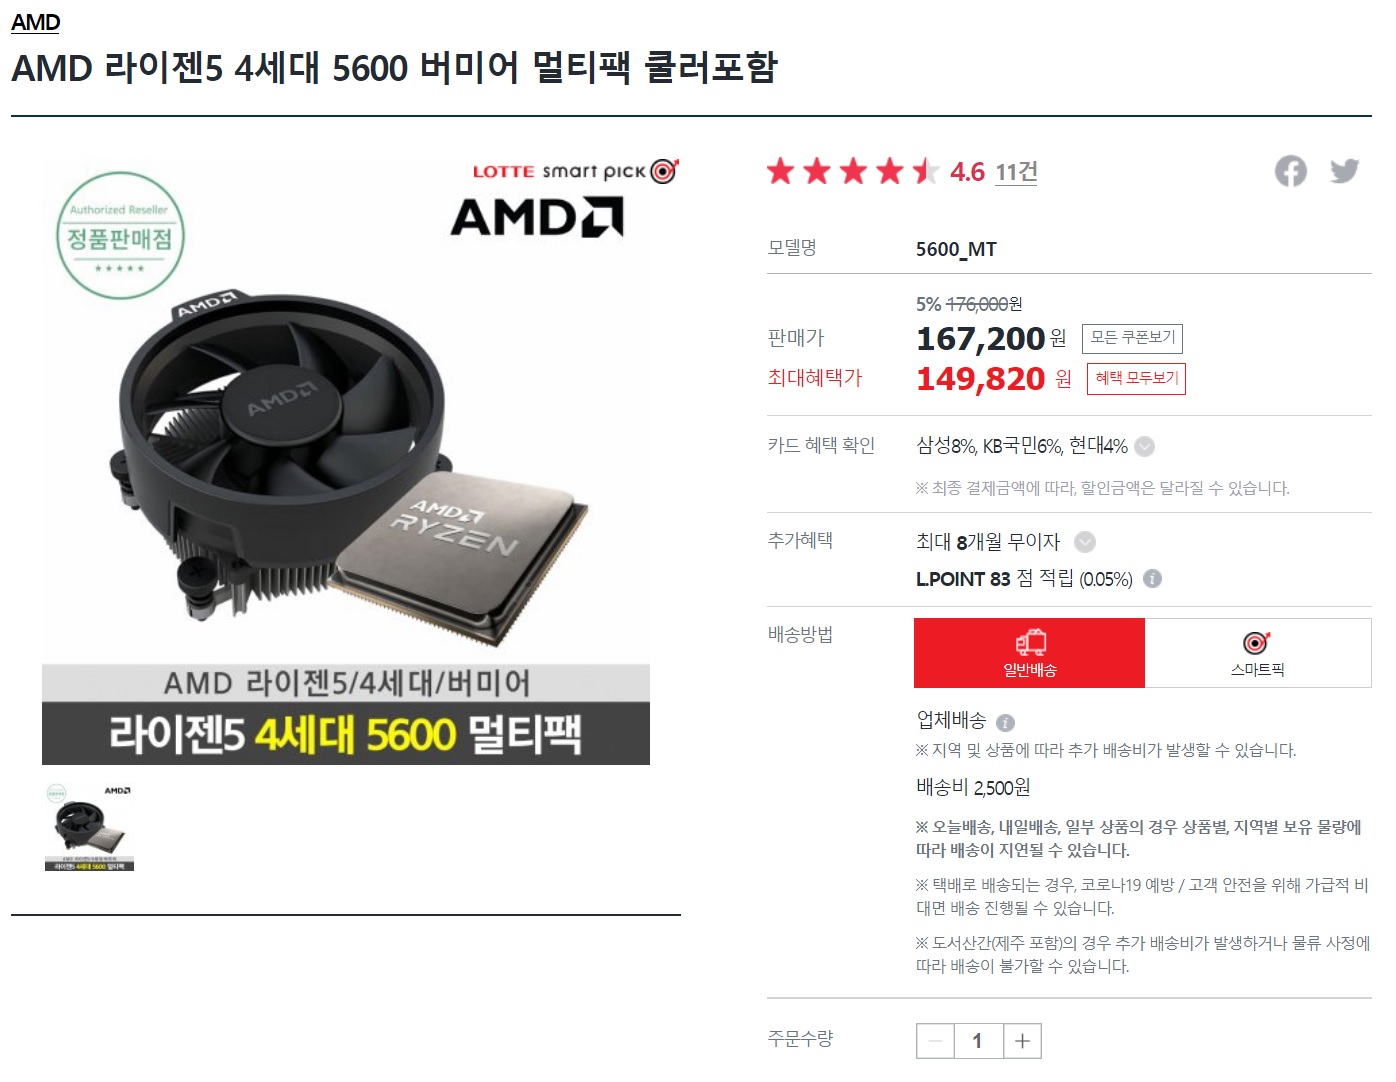 AMD
AMD 라이젠5 4세대 5600 버미어 멀티팩 쿨러포함
LOTTE smart pick
AMD
Authorized Reseller
정품판매점
★★★★★
AMD
AMD
AMD
RYZEN
AMD 라이젠5/4세대/버미어
라이젠5 4세대 5600 멀티팩
AMD
라이젠5 4세대 5600 멀티팩
4.6 11건
모델명 5600_MT
5% 176,000원
판매가 167,200 원 모든 쿠폰보기
최대혜택가 149,820 원 혜택 모두보기
카드 혜택 확인 삼성8%, KB국민6%, 현대4%
※ 최종 결제금액에 따라, 할인금액은 달라질 수 있습니다.
추가혜택 최대 8개월 무이자
L.POINT 83 점 적립 (0.05%)
배송방법 일반배송 스마트픽
업체배송
※ 지역 및 상품에 따라 추가 배송비가 발생할 수 있습니다.
배송비 2,500원
※ 오늘배송, 내일배송, 일부 상품의 경우 상품별, 지역별 보유 물량에
따라 배송이 지연될 수 있습니다.
※ 택배로 배송되는 경우, 코로나19 예방 / 고객 안전을 위해 가급적 비
대면 배송 진행될 수 있습니다.
※ 도서산간(제주 포함)의 경우 추가 배송비가 발생하거나 물류 사정에
따라 배송이 불가할 수 있습니다.
주문수량 － 1 +